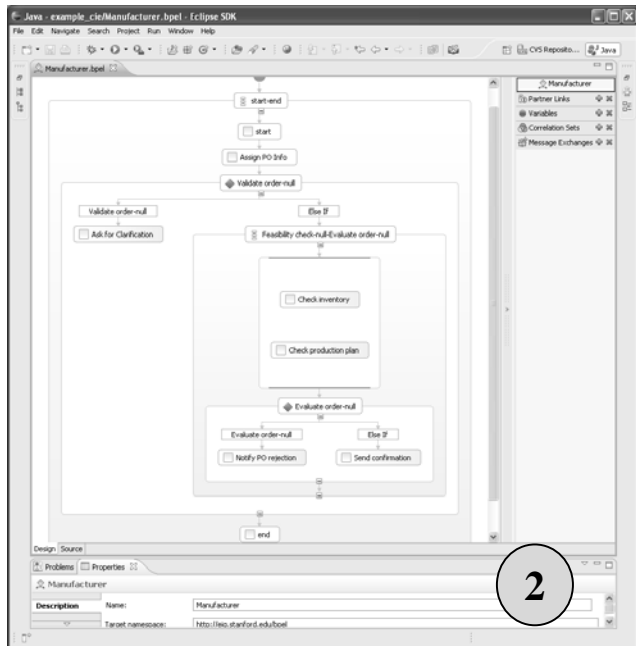 Java - example_cie/Manufacturer.bpel - Eclipse SDK
File Edit Navigate Search Project Run Window Help
CVS Reposito... Java
Manufacturer.bpel
Manufacturer
start-end
Partner Links
Variables
start
Correlation Sets
Message Exchanges
Assign PO Info
Validate order-null
Validate order-null Else If
Ask for Clarification Feasibility check-null-Evaluate order-null
Check inventory
Check production plan
Evaluate order-null
Evaluate order-null Else If
Notify PO rejection Send confirmation
end
Design Source
Problems Properties
Manufacturer
Description Name: Manufacturer
Target namespace: http://eig.stanford.edu/bpel
2